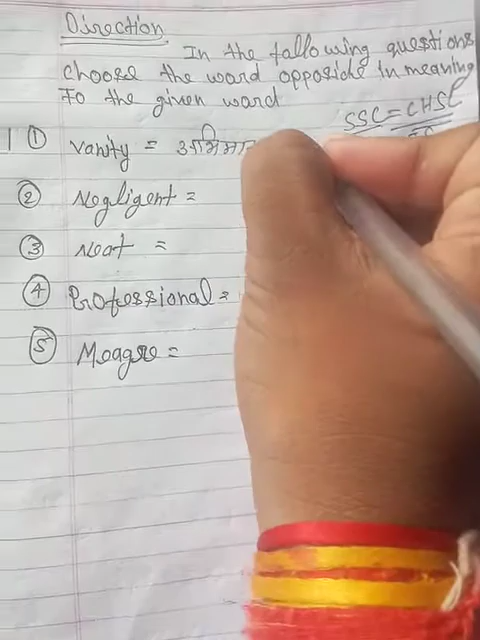 Direction
In the following questions
choose the word opposide in meaning
to the given word
SSC = CHSL
① Vanity = अभिमान
② Negligent =
③ Neat =
④ Professional =
⑤ Meagre =